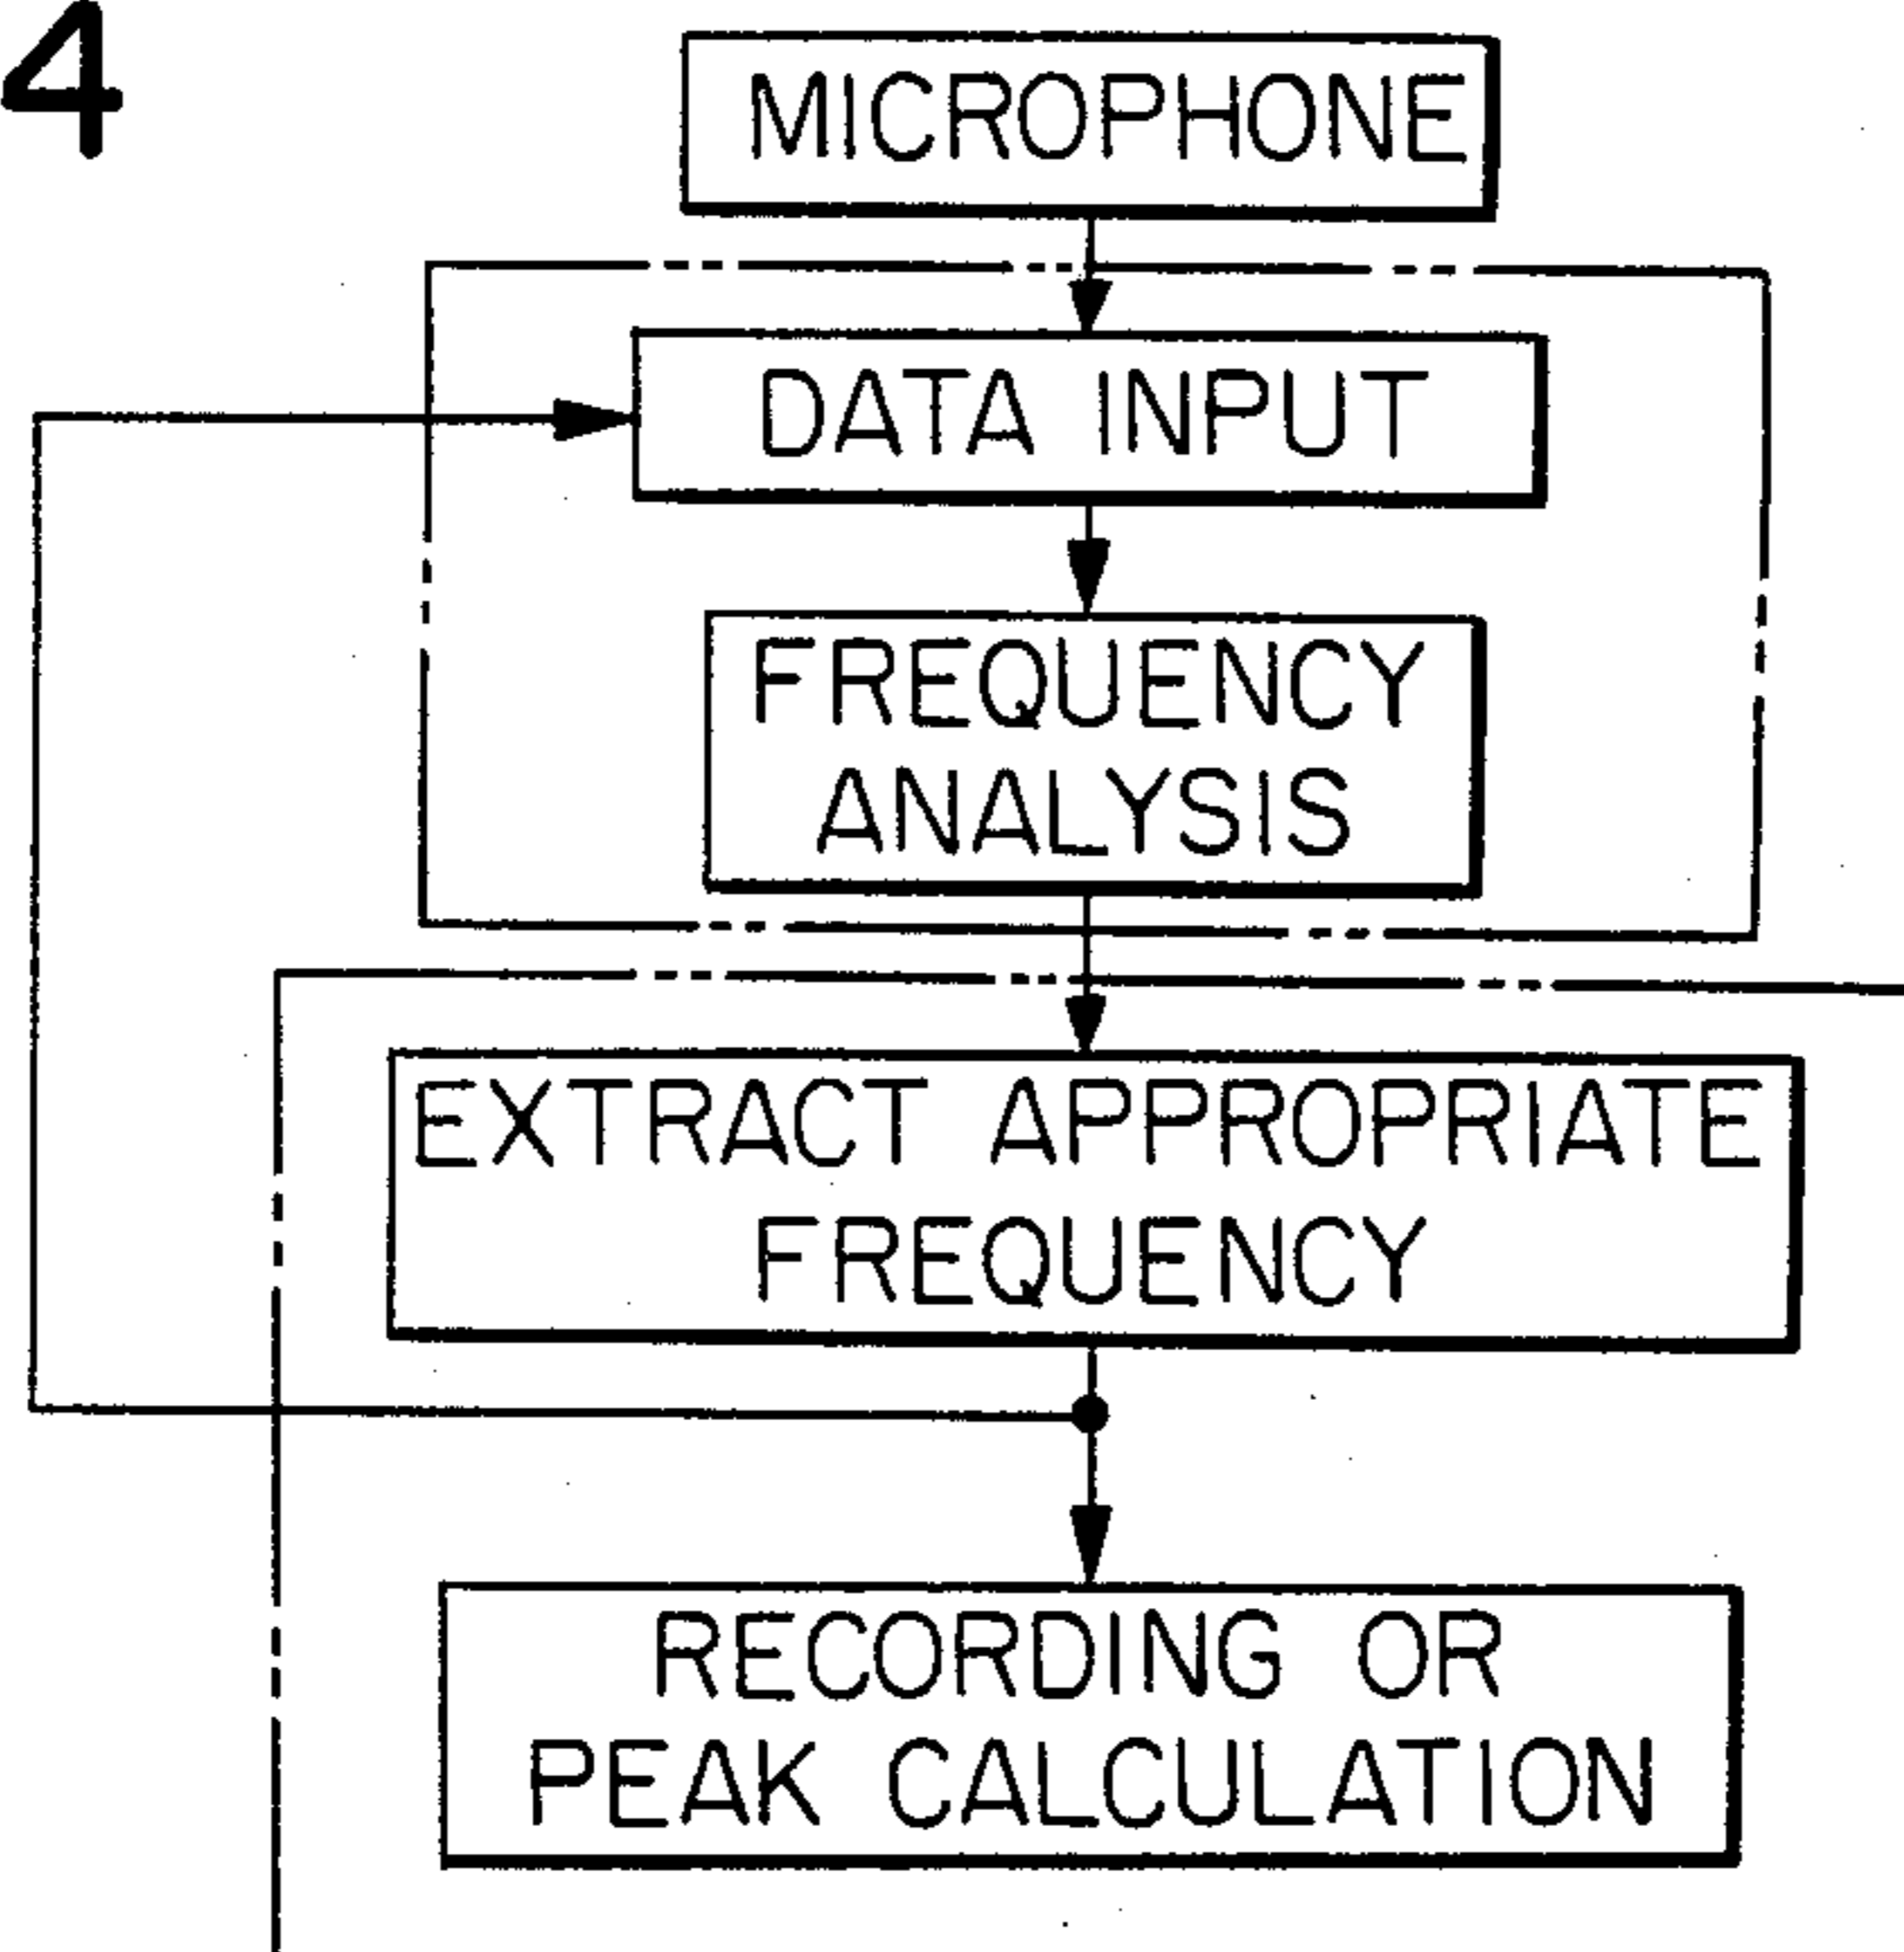 4
MICROPHONE
DATA INPUT
FREQUENCY
ANALYSIS
EXTRACT APPROPRIATE
FREQUENCY
RECORDING OR
PEAK CALCULATION